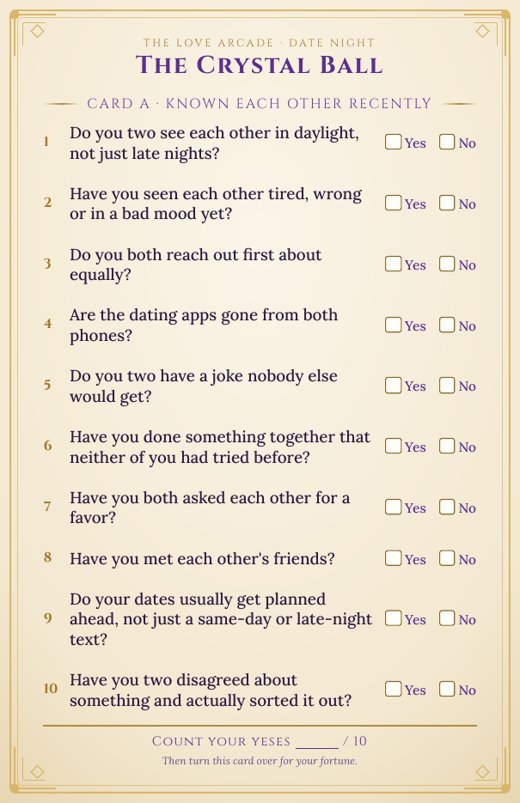 THE LOVE ARCADE · DATE NIGHT
THE CRYSTAL BALL
CARD A · KNOWN EACH OTHER RECENTLY
1 Do you two see each other in daylight, Yes No
not just late nights?
2 Have you seen each other tired, wrong Yes No
or in a bad mood yet?
3 Do you both reach out first about Yes No
equally?
4 Are the dating apps gone from both Yes No
phones?
5 Do you two have a joke nobody else Yes No
would get?
6 Have you done something together that Yes No
neither of you had tried before?
7 Have you both asked each other for a Yes No
favor?
8 Have you met each other's friends? Yes No
9 Do your dates usually get planned
ahead, not just a same-day or late-night Yes No
text?
10 Have you two disagreed about Yes No
something and actually sorted it out?
COUNT YOUR YESES ______ / 10
Then turn this card over for your fortune.